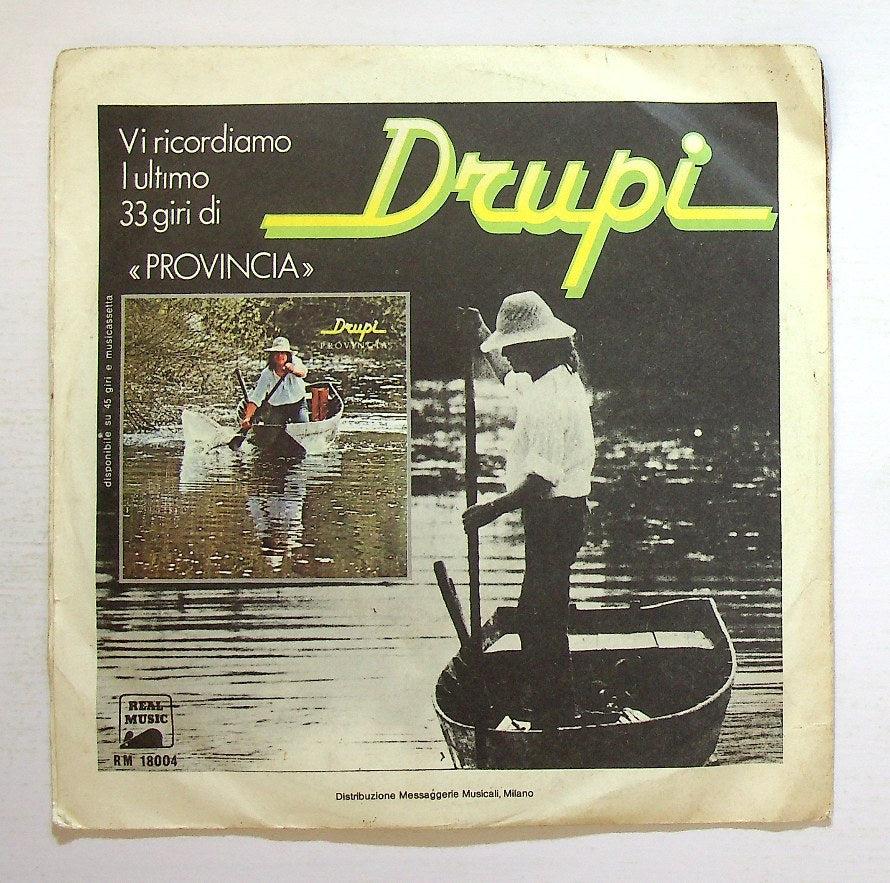 Vi ricordiamo
l ultimo
33 giri di
« PROVINCIA »
Drupi
disponibile su 45 giri e musicassetta
Drupi
PROVINCIA
REAL
MUSIC
RM 18004
Distribuzione Messaggerie Musicali, Milano